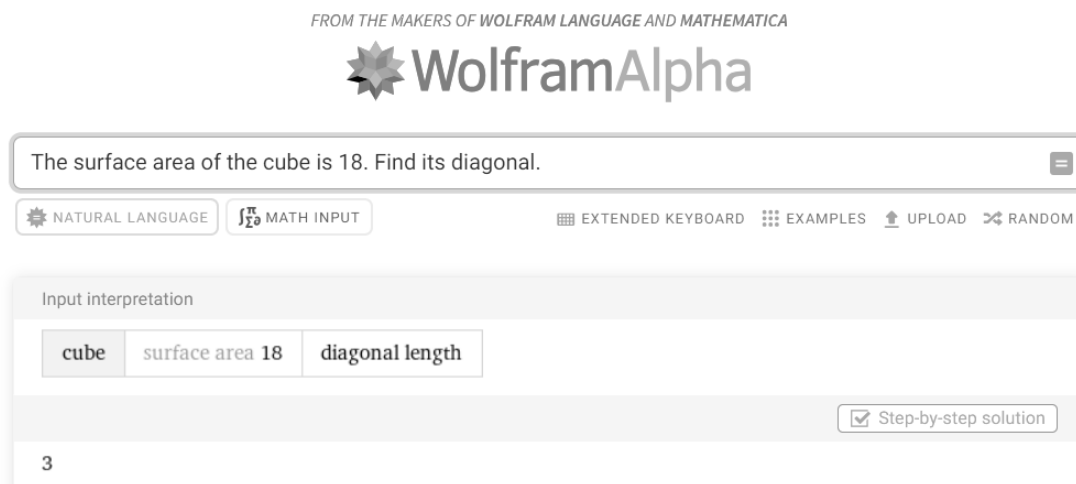 FROM THE MAKERS OF WOLFRAM LANGUAGE AND MATHEMATICA
WolframAlpha
The surface area of the cube is 18. Find its diagonal.
=
NATURAL LANGUAGE
∫π Σ∂ MATH INPUT
EXTENDED KEYBOARD
EXAMPLES
UPLOAD
RANDOM
Input interpretation
cube
surface area 18
diagonal length
Step-by-step solution
3